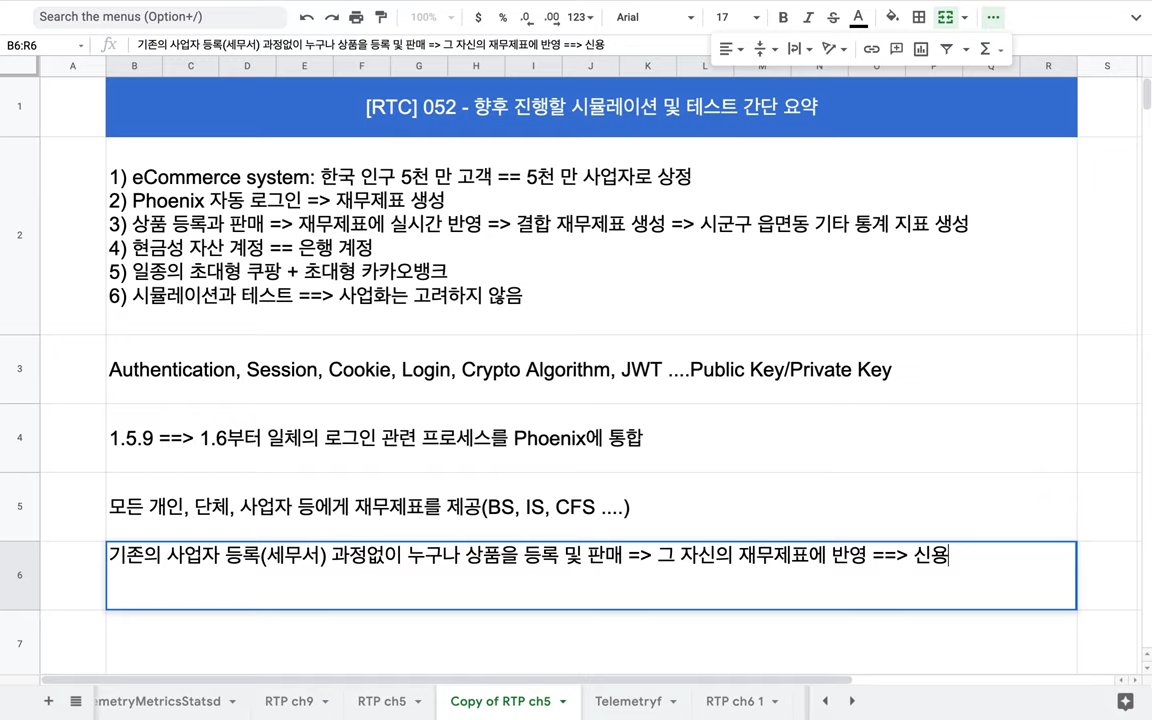 Search the menus (Option+/)
100%
$ % .0 .00 123
Arial
17
B I S A
B6:R6
fx
기존의 사업자 등록(세무서) 과정없이 누구나 상품을 등록 및 판매 => 그 자신의 재무제표에 반영 ==> 신용
A B C D E F G H I J K L M N O P Q R S
1
[RTC] 052 - 향후 진행할 시뮬레이션 및 테스트 간단 요약
2
1) eCommerce system: 한국 인구 5천 만 고객 == 5천 만 사업자로 상정
2) Phoenix 자동 로그인 => 재무제표 생성
3) 상품 등록과 판매 => 재무제표에 실시간 반영 => 결합 재무제표 생성 => 시군구 읍면동 기타 통계 지표 생성
4) 현금성 자산 계정 == 은행 계정
5) 일종의 초대형 쿠팡 + 초대형 카카오뱅크
6) 시뮬레이션과 테스트 ==> 사업화는 고려하지 않음
3
Authentication, Session, Cookie, Login, Crypto Algorithm, JWT ....Public Key/Private Key
4
1.5.9 ==> 1.6부터 일체의 로그인 관련 프로세스를 Phoenix에 통합
5
모든 개인, 단체, 사업자 등에게 재무제표를 제공(BS, IS, CFS ....)
6
기존의 사업자 등록(세무서) 과정없이 누구나 상품을 등록 및 판매 => 그 자신의 재무제표에 반영 ==> 신용
7
emetryMetricsStatsd
RTP ch9
RTP ch5
Copy of RTP ch5
Telemetryf
RTP ch6 1